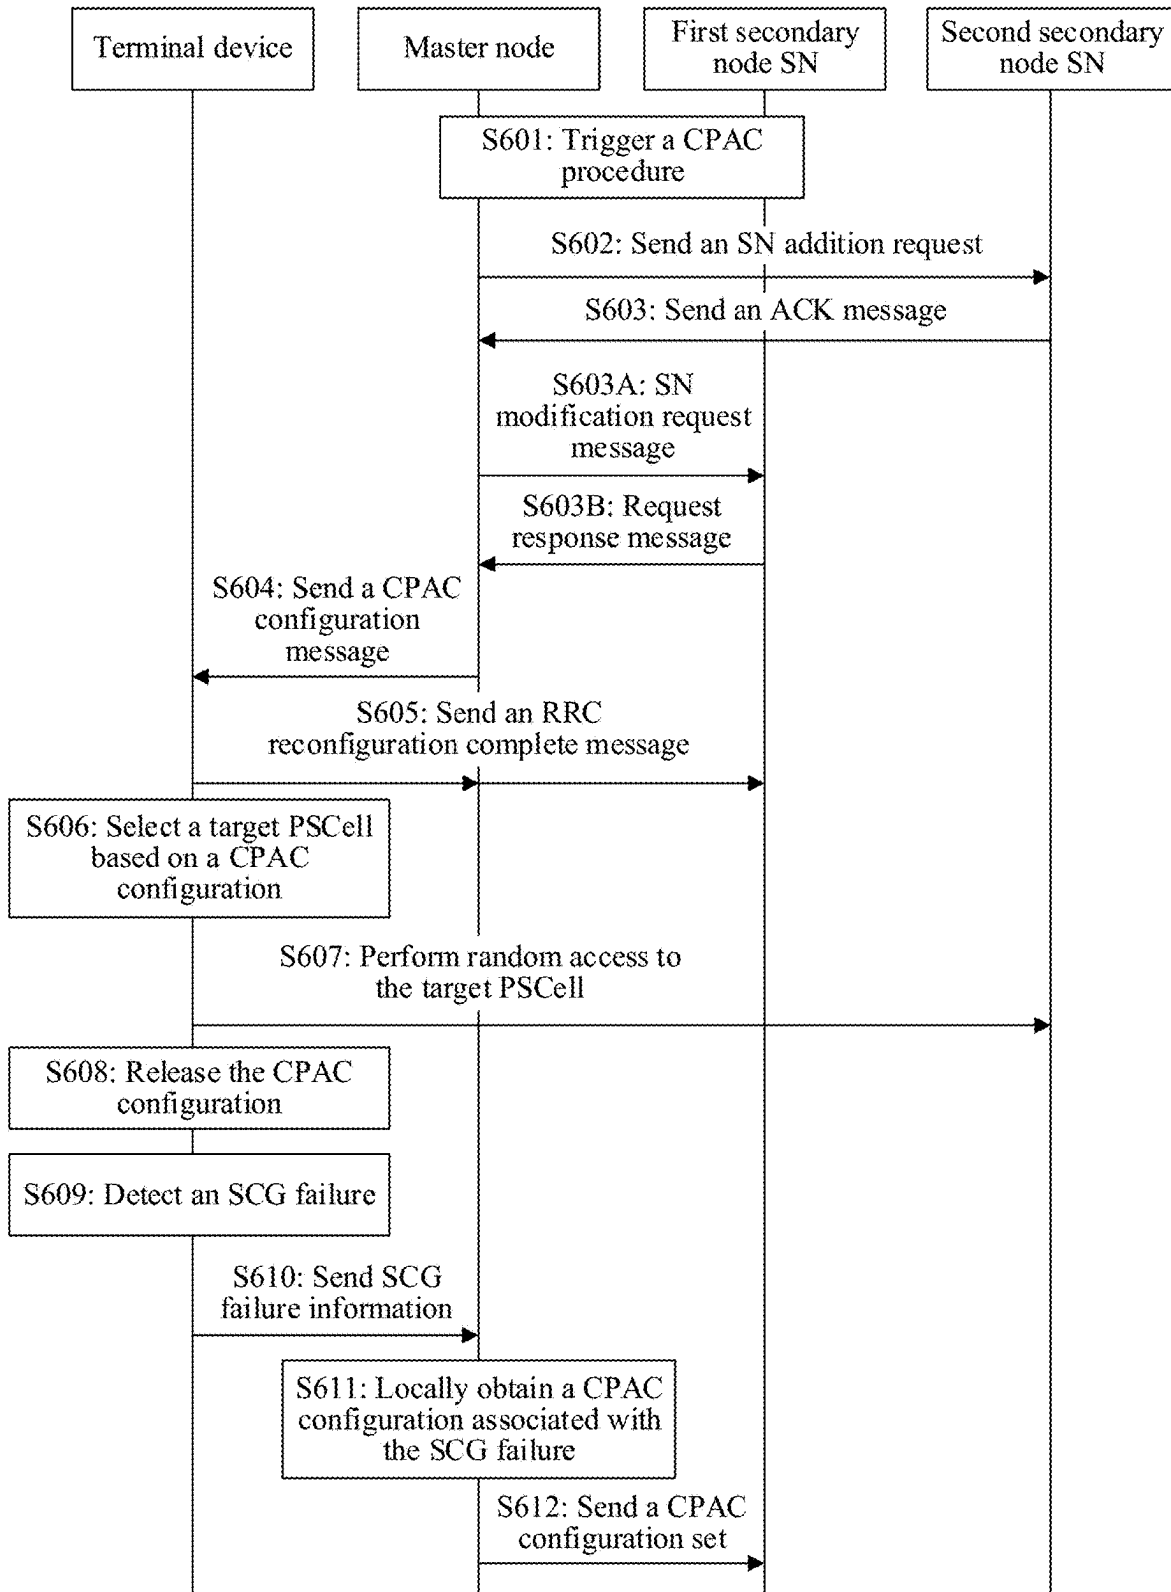 Terminal device
Master node
First secondary
node SN
Second secondary
node SN
S601: Trigger a CPAC
procedure
S602: Send an SN addition request
S603: Send an ACK message
S603A: SN
modification request
message
S603B: Request
response message
S604: Send a CPAC
configuration
message
S605: Send an RRC
reconfiguration complete message
S606: Select a target PSCell
based on a CPAC
configuration
S607: Perform random access to
the target PSCell
S608: Release the CPAC
configuration
S609: Detect an SCG failure
S610: Send SCG
failure information
S611: Locally obtain a CPAC
configuration associated with
the SCG failure
S612: Send a CPAC
configuration set